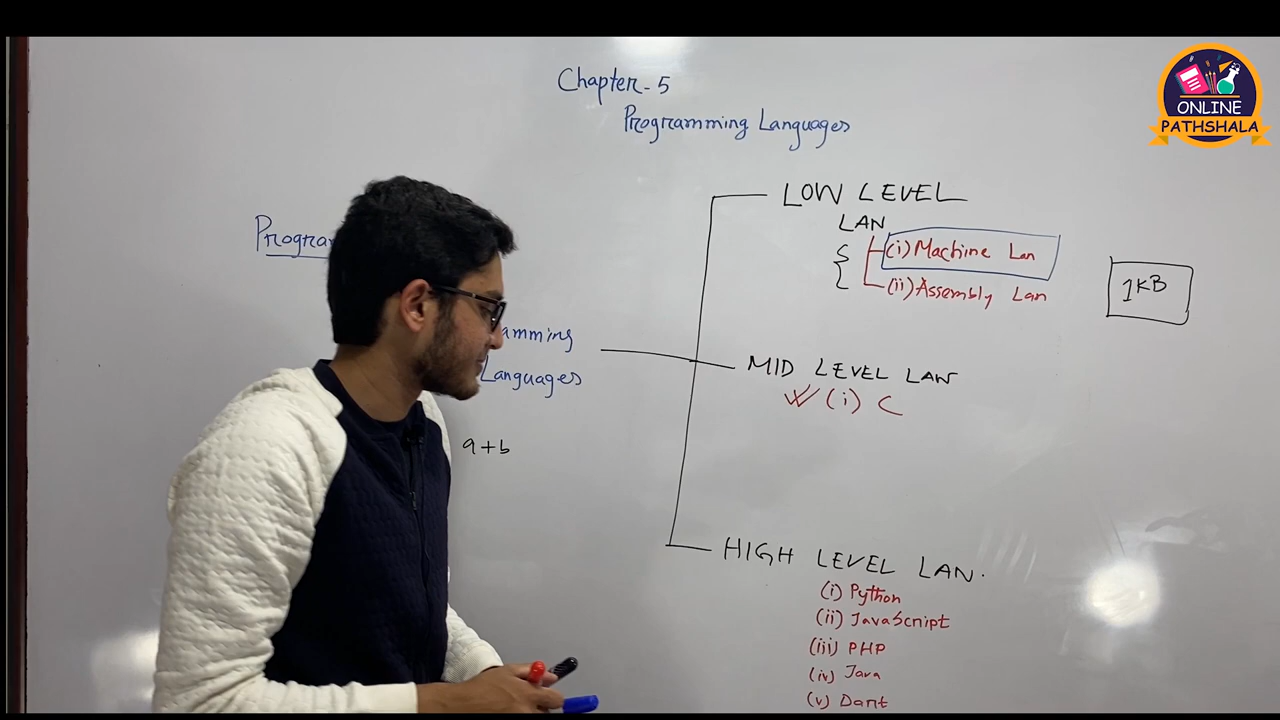 Chapter-5
Programming Languages
ONLINE
PATHSHALA
LOW LEVEL
LAN
(i) Machine Lan
(ii) Assembly Lan
1KB
Progra
amming
Languages
a+b
MID LEVEL LAN
(i) C
HIGH LEVEL LAN.
(i) Python
(ii) JavaScript
(iii) PHP
(iv) Java
(v) Dart